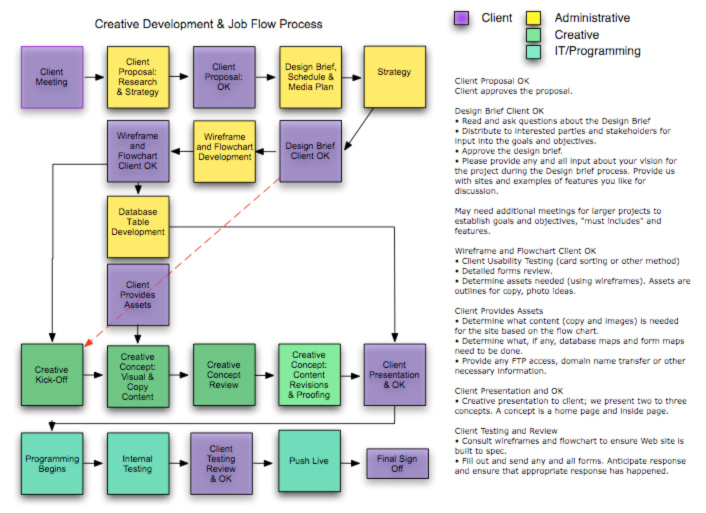 Creative Development & Job Flow Process
Client
Administrative
Creative
IT/Programming
Client
Meeting
Client
Proposal:
Research
& Strategy
Client
Proposal:
OK
Design Brief,
Schedule &
Media Plan
Strategy
Wireframe
and
Flowchart
Client OK
Wireframe
and Flowchart
Development
Design Brief
Client OK
Database
Table
Development
Client
Provides
Assets
Creative
Kick-Off
Creative
Concept:
Visual &
Copy
Content
Creative
Concept
Review
Creative
Concept:
Content
Revisions
& Proofing
Client
Presentation
& OK
Programming
Begins
Internal
Testing
Client
Testing
Review
& OK
Push Live
Final Sign
Off
Client Proposal OK
Client approves the proposal.
Design Brief Client OK
• Read and ask questions about the Design Brief
• Distribute to interested parties and stakeholders for
input into the goals and objectives.
• Approve the design brief.
• Please provide any and all input about your vision for
the project during the Design brief process. Provide us
with sites and examples of features you like for
discussion.
May need additional meetings for larger projects to
establish goals and objectives, "must includes" and
features.
Wireframe and Flowchart Client OK
• Client Usability Testing (card sorting or other method)
• Detailed forms review.
• Determine assets needed (using wireframes). Assets are
outlines for copy, photo ideas.
Client Provides Assets
• Determine what content (copy and images) is needed
for the site based on the flow chart.
• Determine what, if any, database maps and form maps
need to be done.
• Provide any FTP access, domain name transfer or other
necessary information.
Client Presentation and OK
• Creative presentation to client; we present two to three
concepts. A concept is a home page and inside page.
Client Testing and Review
• Consult wireframes and flowchart to ensure Web site is
built to spec.
• Fill out and send any and all forms. Anticipate response
and ensure that appropriate response has happened.